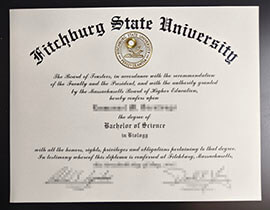 Fitchburg State University
The Board of Trustees, in accordance with the recommendation
of the Faculty and the President, and with the authority granted
by the Massachusetts Board of Higher Education,
hereby confers upon
the degree of
Bachelor of Science
in Biology
with all the honors, rights, privileges and obligations pertaining to that degree.
In testimony whereof this diploma is conferred at Fitchburg, Massachusetts,